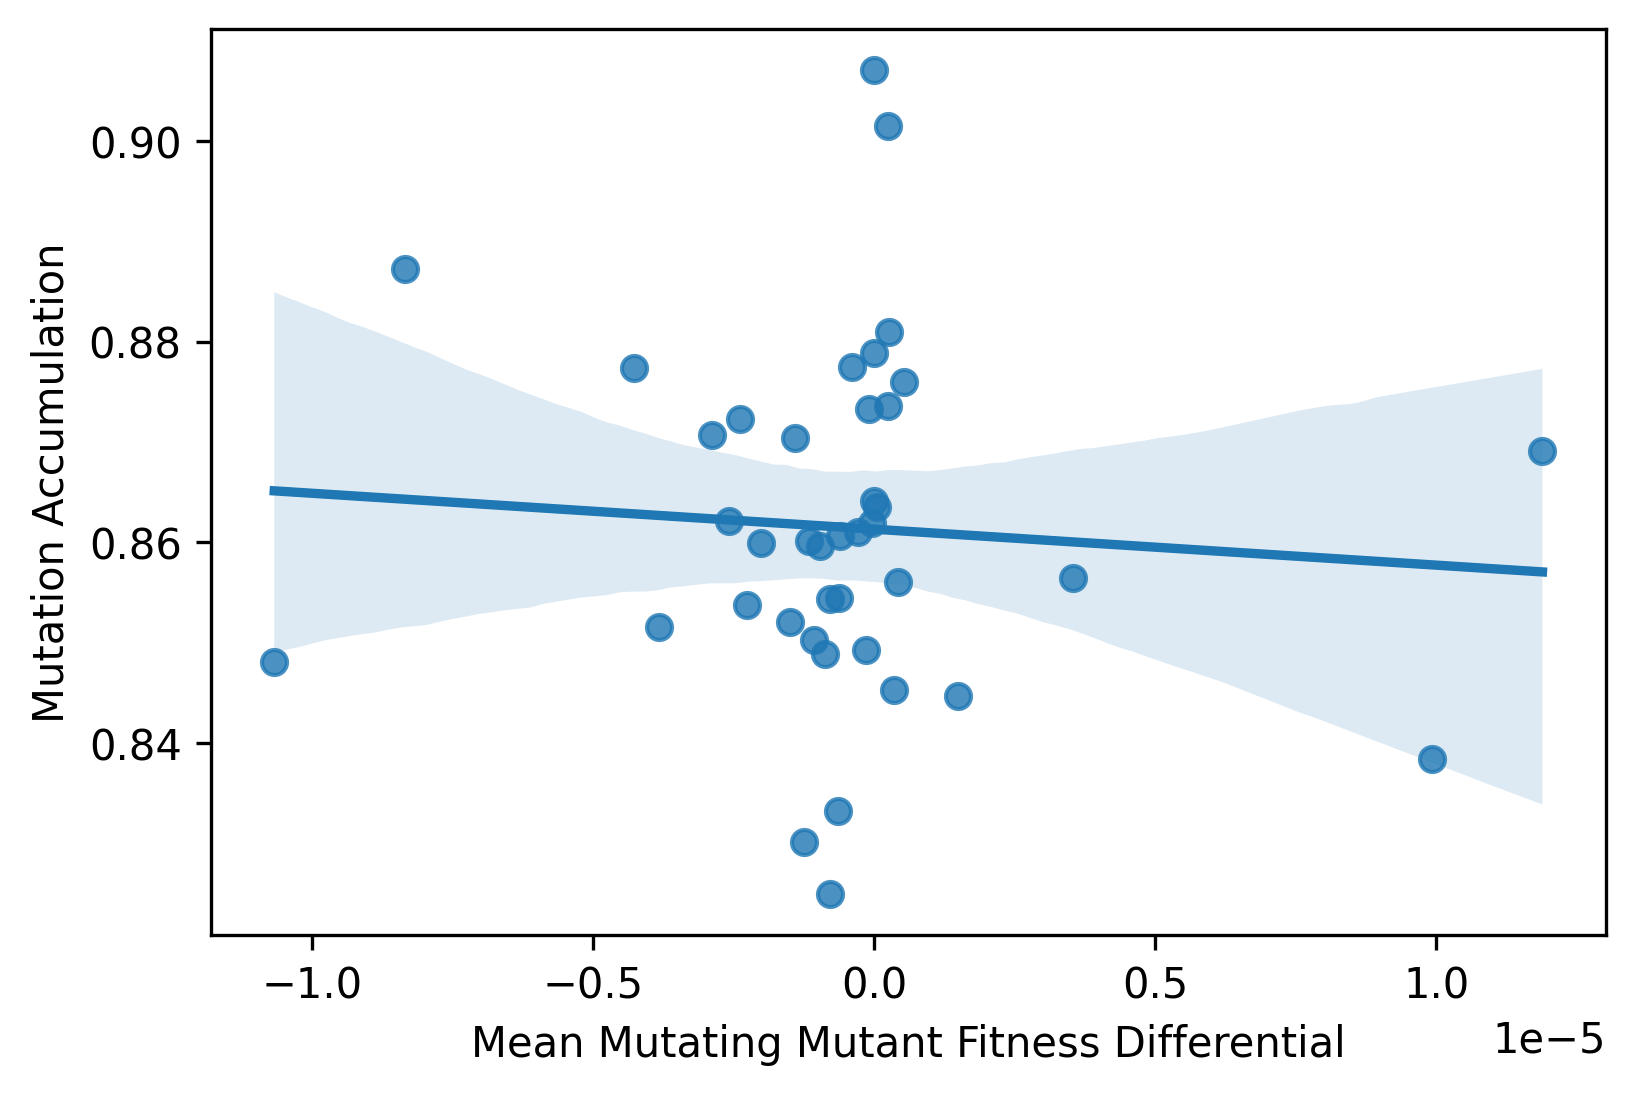 Mutation Accumulation
0.90
0.88
0.86
0.84
−1.0 −0.5 0.0 0.5 1.0
1e−5
Mean Mutating Mutant Fitness Differential